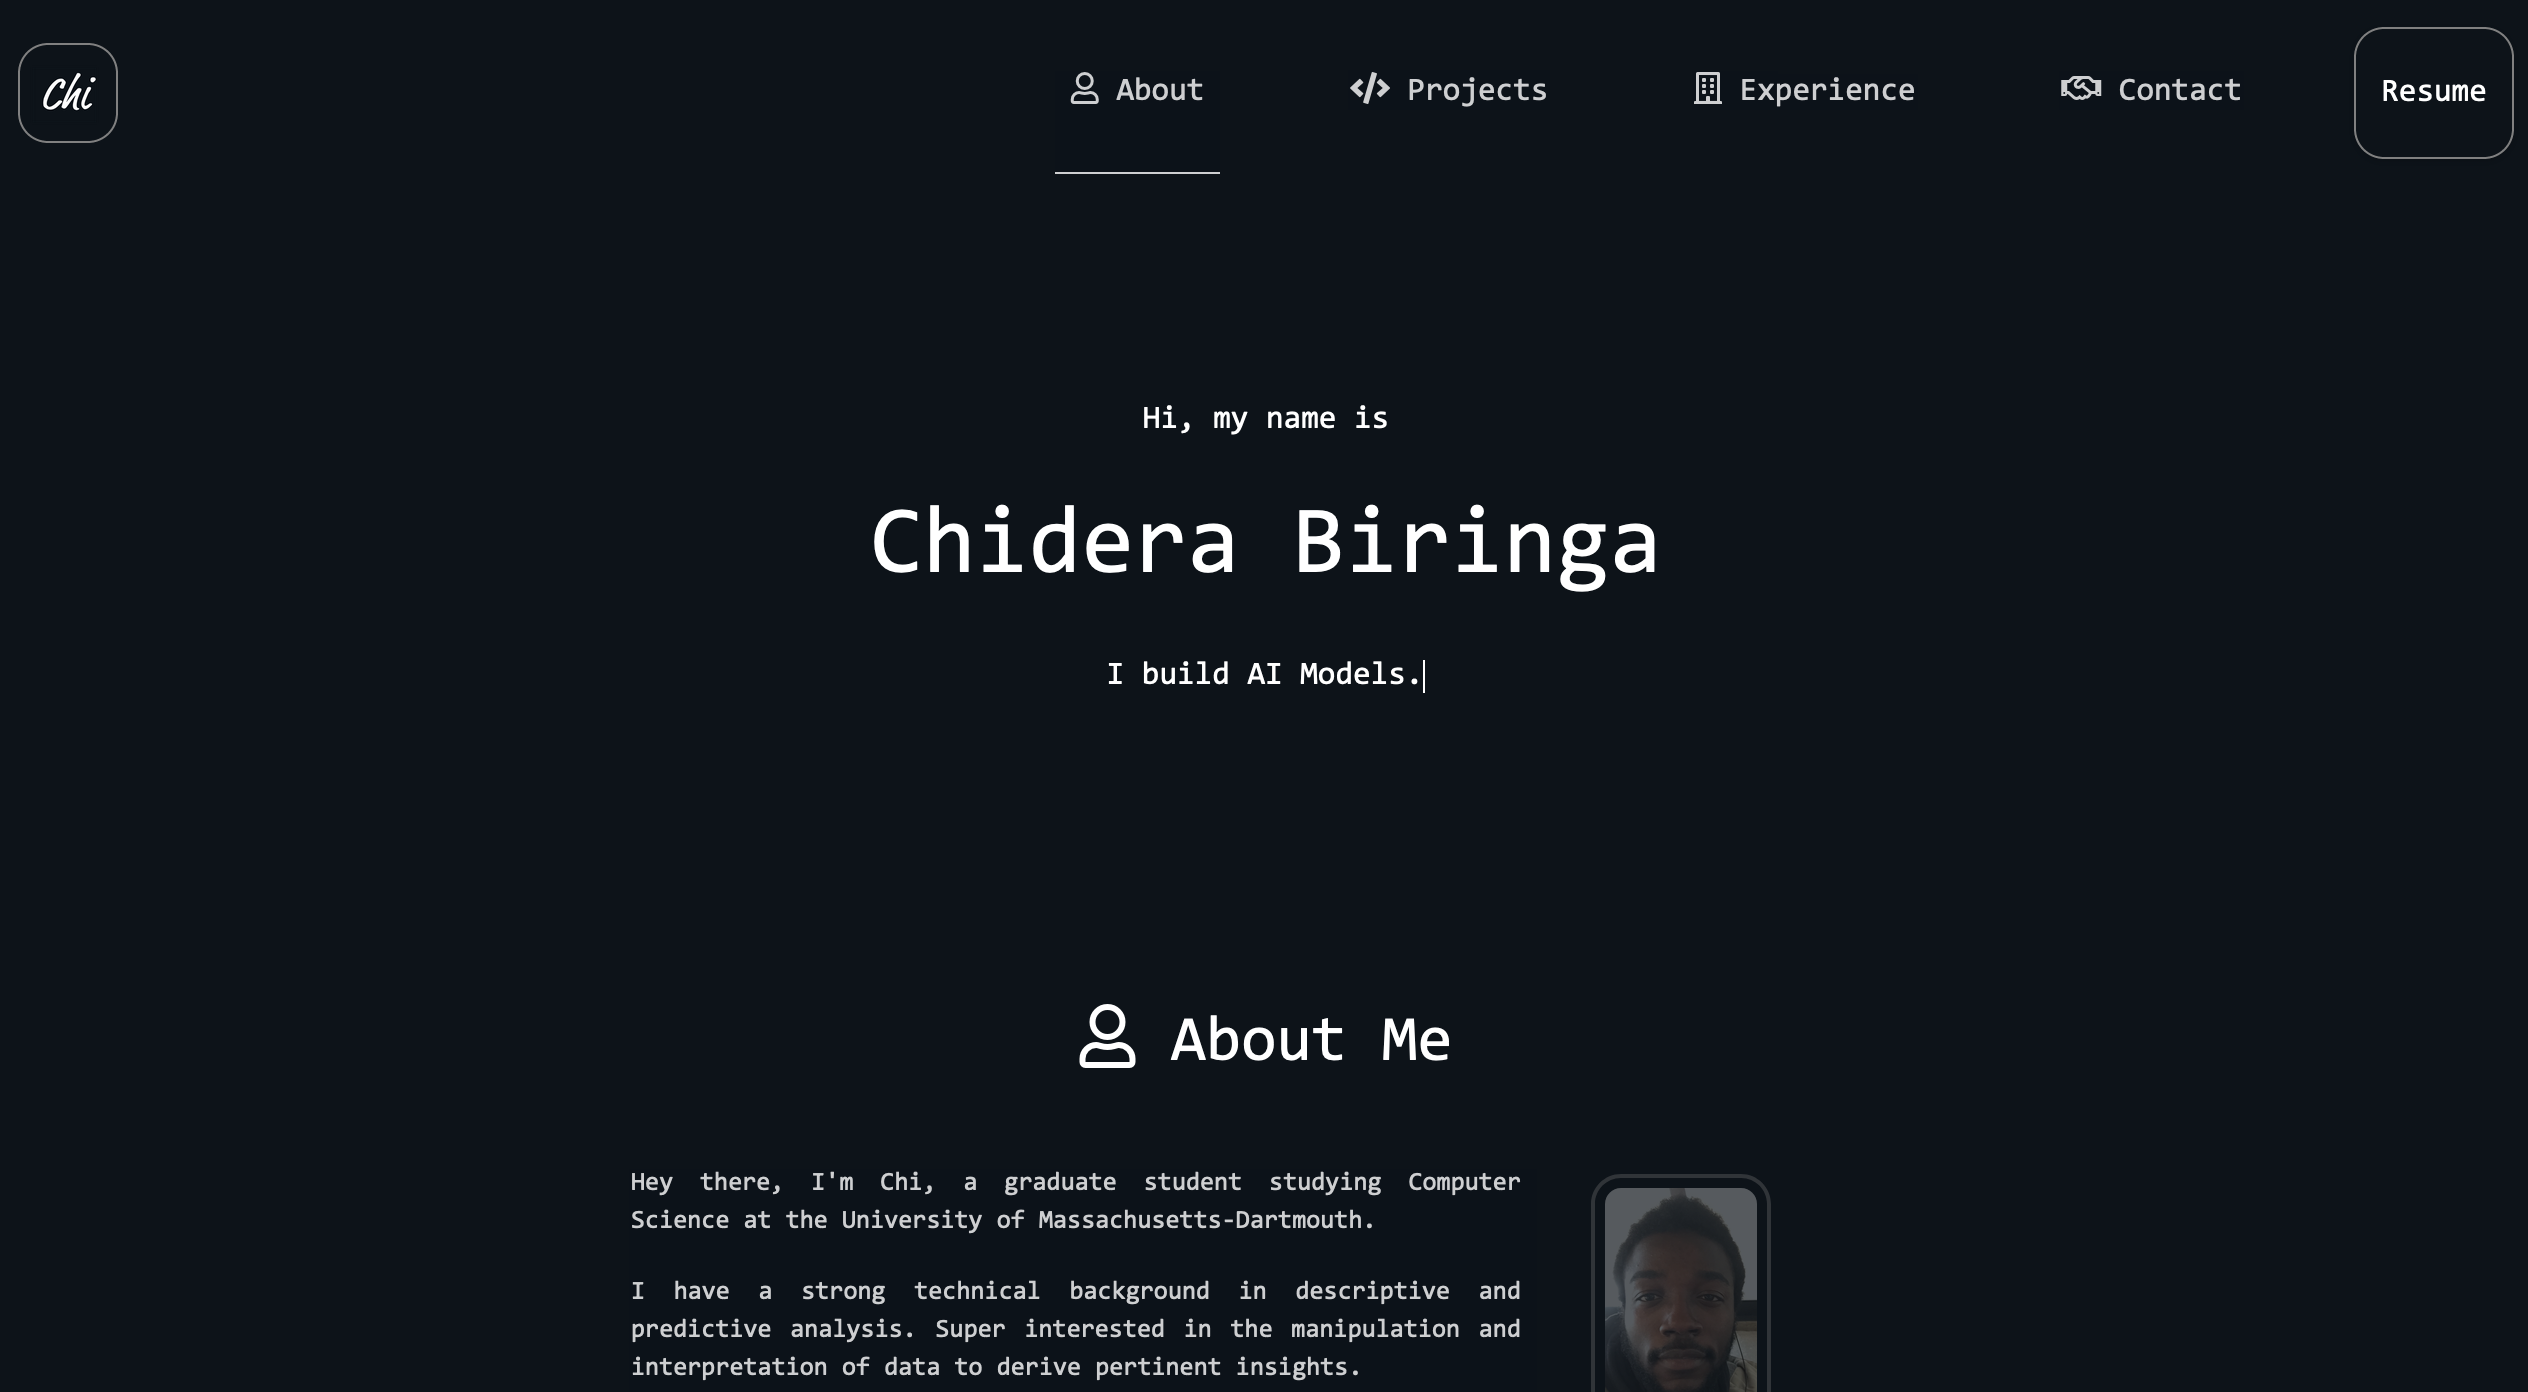 Chi
About
Projects
Experience
Contact
Resume
Hi, my name is
Chidera Biringa
I build AI Models.
About Me
Hey there, I'm Chi, a graduate student studying Computer
Science at the University of Massachusetts-Dartmouth.
I have a strong technical background in descriptive and
predictive analysis. Super interested in the manipulation and
interpretation of data to derive pertinent insights.